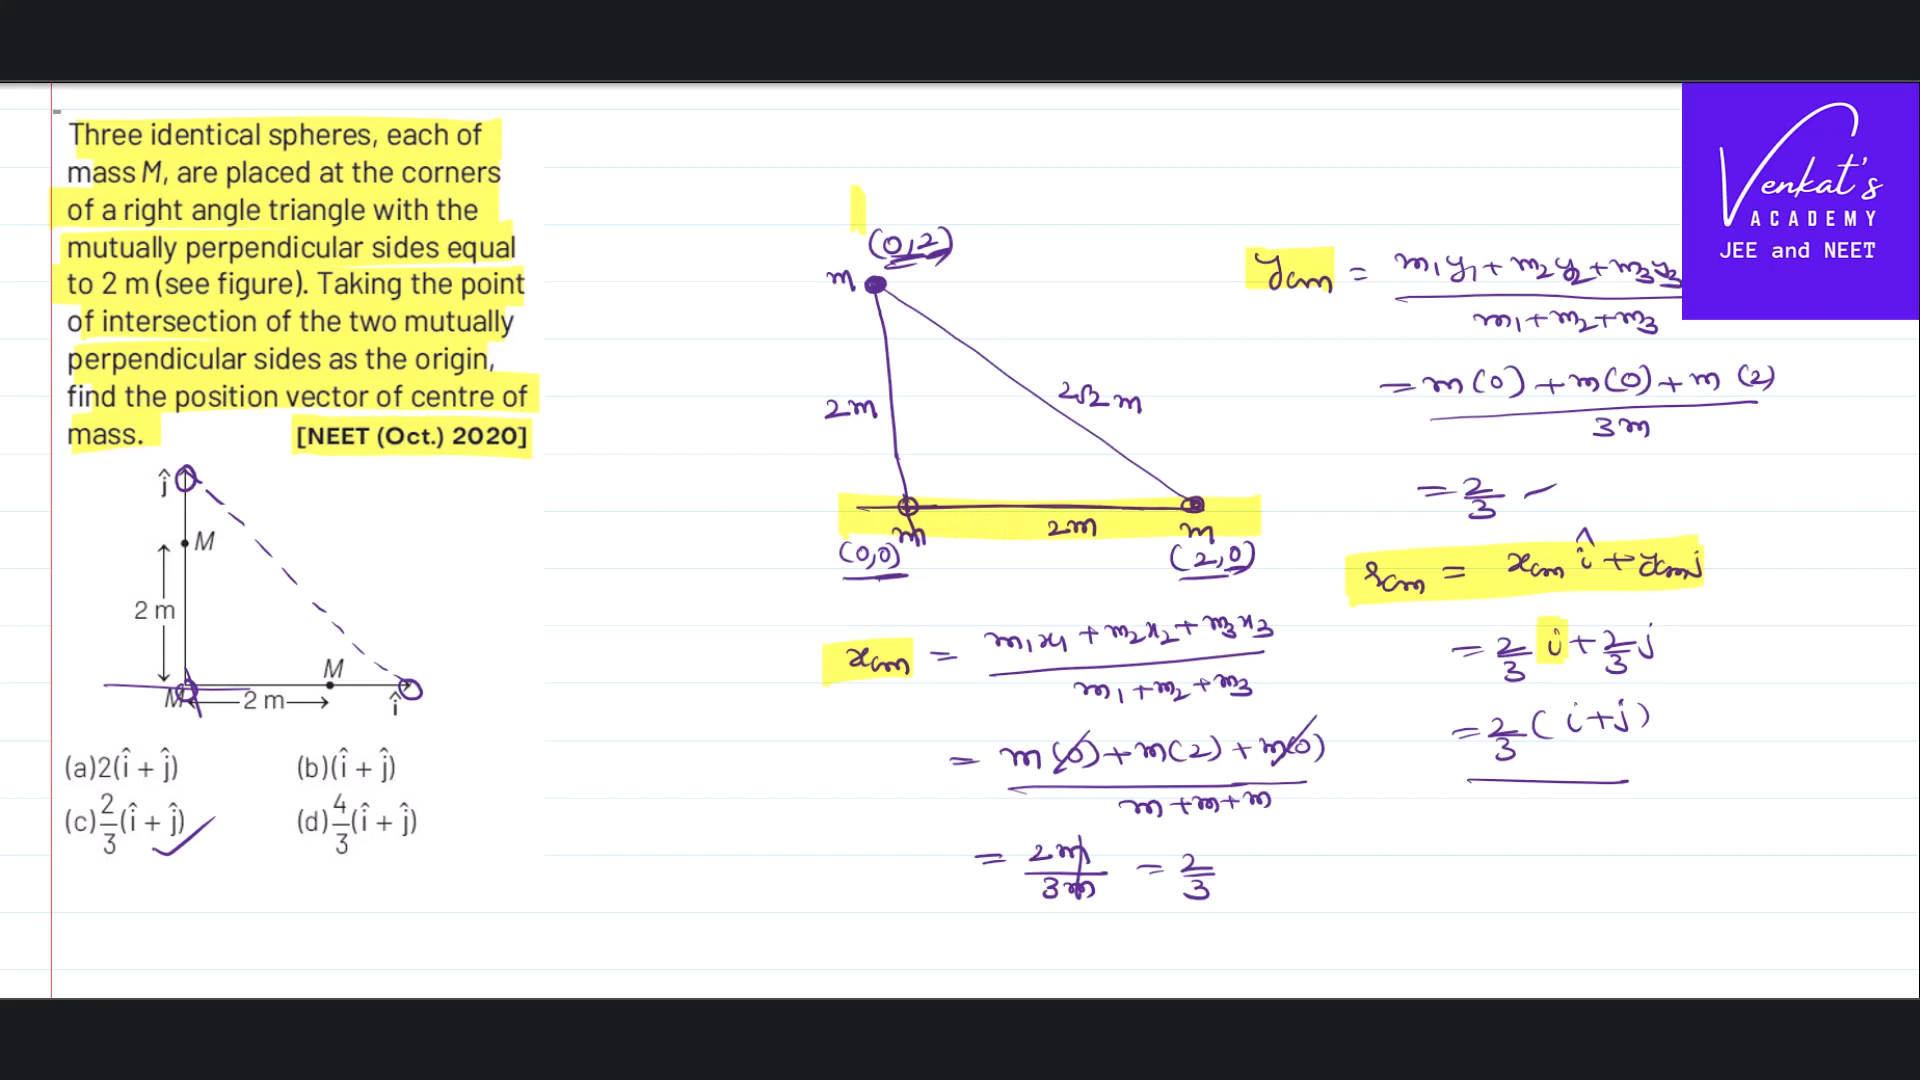 Three identical spheres, each of
mass M, are placed at the corners
of a right angle triangle with the
mutually perpendicular sides equal
to 2 m (see figure). Taking the point
of intersection of the two mutually
perpendicular sides as the origin,
find the position vector of centre of
mass. [NEET (Oct.) 2020]
ĵ
M
2 m
M
M
2 m
î
(a)2(î + ĵ) (b)(î + ĵ)
(c)2/3(î + ĵ) (d)4/3(î + ĵ)
(0,2)
m
2m
2√2 m
m
2m
m
(0,0)
(2,0)
xcm = m1x1 + m2x2 + m3x3 / m1 + m2 + m3
= m(0) + m(2) + m(0) / m + m + m
= 2m / 3m = 2/3
ycm = m1y1 + m2y2 + m3y3 / m1 + m2 + m3
= m(0) + m(0) + m(2) / 3m
= 2/3
rcm = xcm î + ycm j
= 2/3 i + 2/3 j
= 2/3 (i + j)
Venkat's
ACADEMY
JEE and NEET